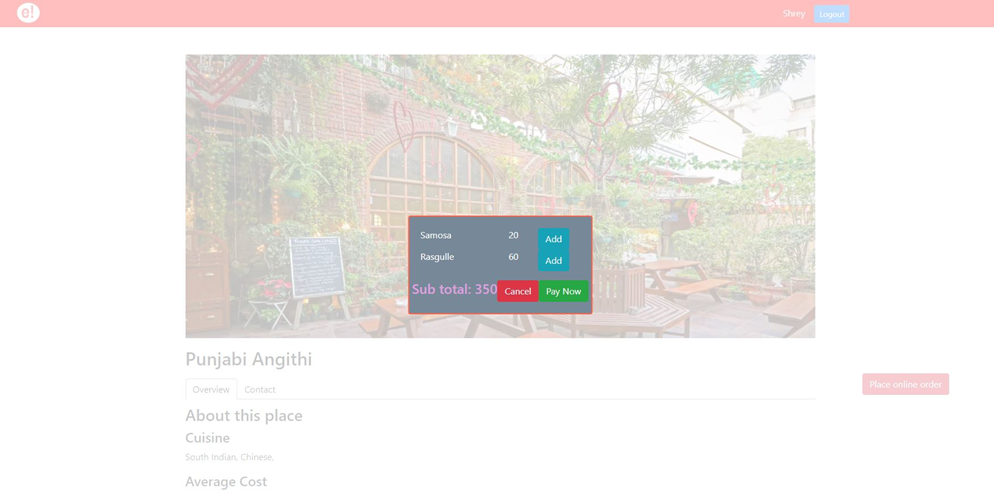 e!
Shrey Logout
Samosa 20 Add
Rasgulle 60 Add
Sub total: 350 Cancel Pay Now
Punjabi Angithi
Overview Contact
Place online order
About this place
Cuisine
South Indian, Chinese,
Average Cost